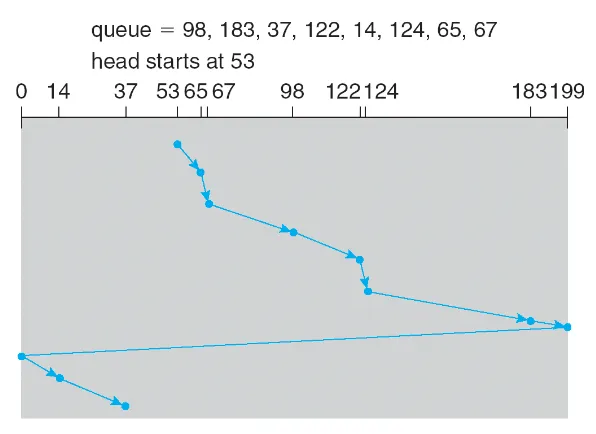 queue = 98, 183, 37, 122, 14, 124, 65, 67
head starts at 53
0 14 37 53 65 67 98 122 124 183 199